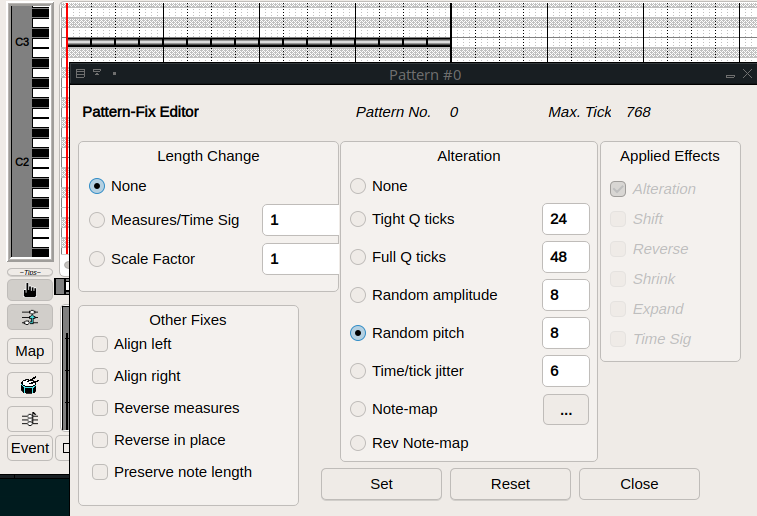 C3
Pattern #0
Pattern-Fix Editor
Pattern No. 0
Max. Tick 768
C2
Length Change
None
Measures/Time Sig 1
Scale Factor 1
Other Fixes
Align left
Align right
Reverse measures
Reverse in place
Preserve note length
Alteration
None
Tight Q ticks 24
Full Q ticks 48
Random amplitude 8
Random pitch 8
Time/tick jitter 6
Note-map ...
Rev Note-map
Applied Effects
Alteration
Shift
Reverse
Shrink
Expand
Time Sig
~Tips~
Map
Event
Set
Reset
Close